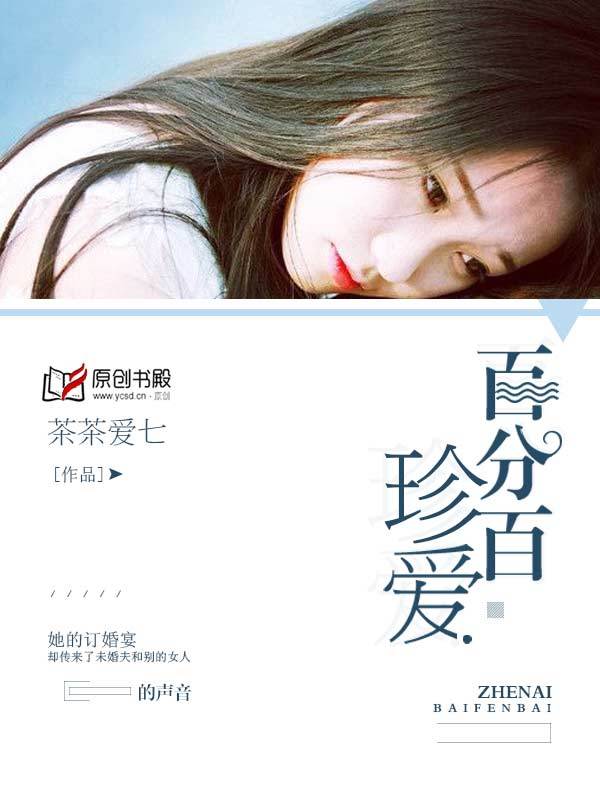 原创书殿
www.ycsd.cn·原创
茶茶爱七
[作品]
百分百
珍爱
她的订婚宴
却传来了未婚夫和别的女人
的声音
ZHENAI
BAIFENBAI